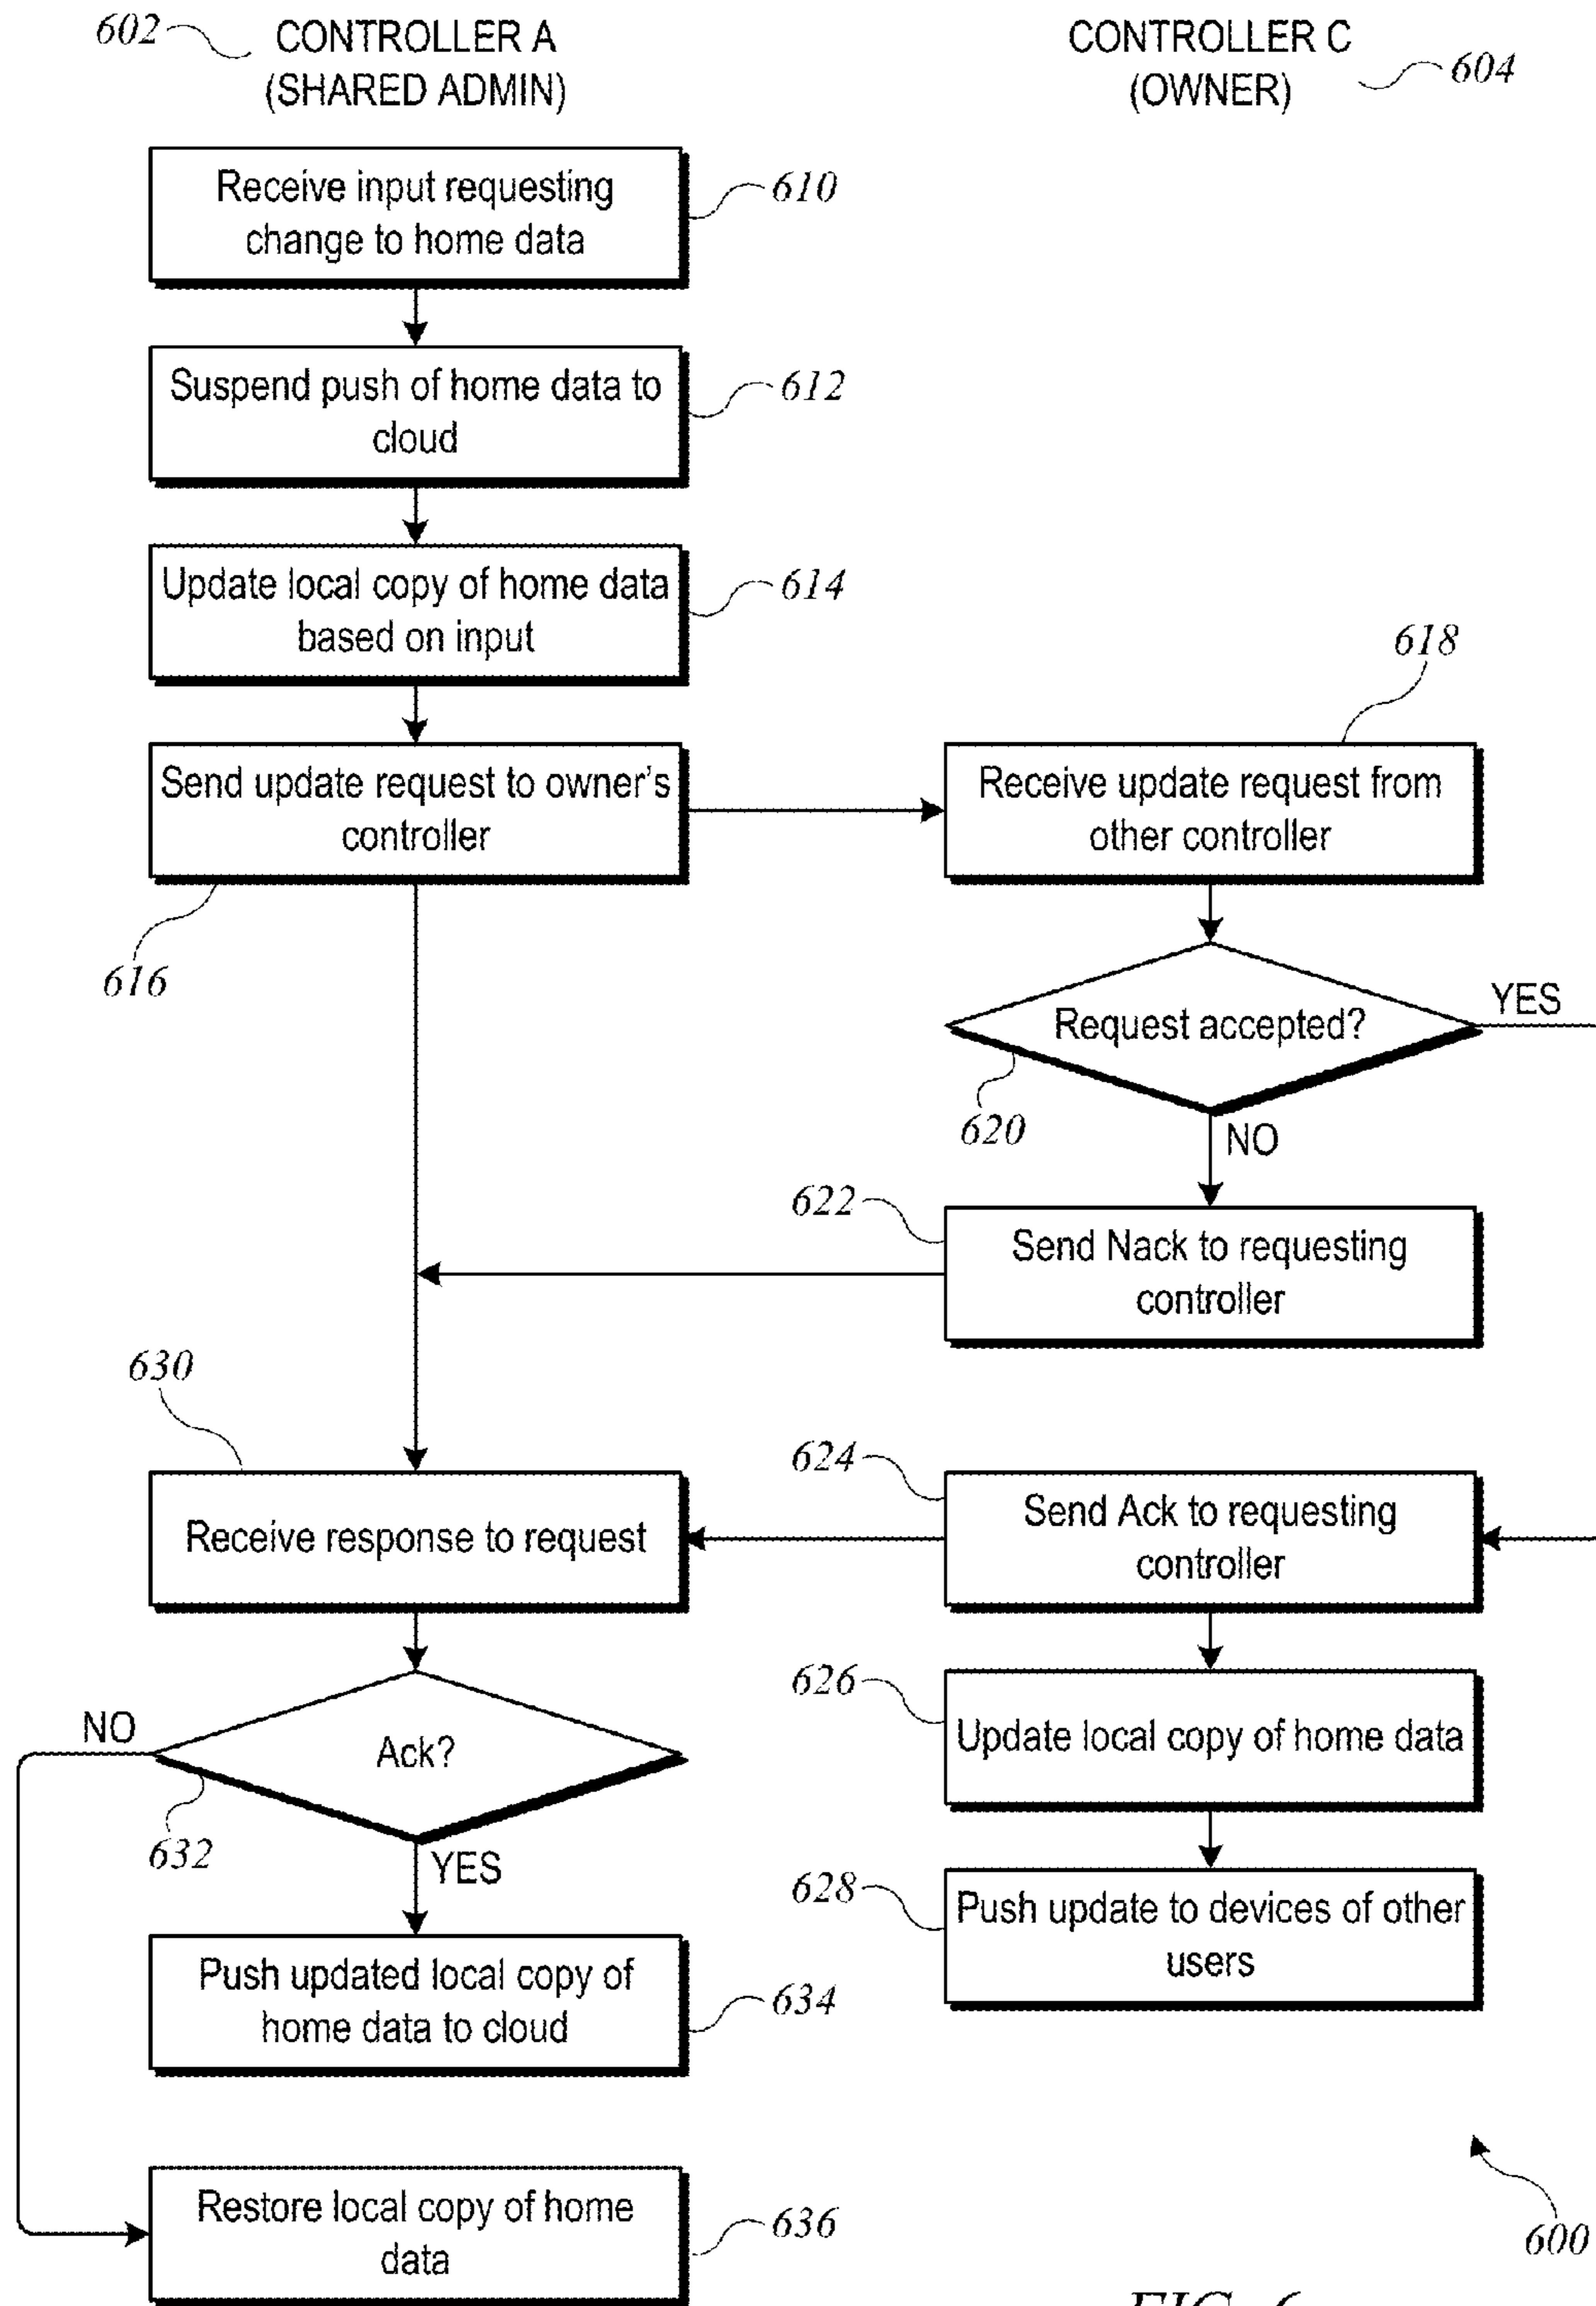 602
CONTROLLER A
(SHARED ADMIN)
CONTROLLER C
(OWNER)
604
Receive input requesting
change to home data
610
Suspend push of home data to
cloud
612
Update local copy of home data
based on input
614
618
Send update request to owner's
controller
616
Receive update request from
other controller
Request accepted?
YES
620
NO
622
Send Nack to requesting
controller
630
Receive response to request
624
Send Ack to requesting
controller
NO
Ack?
632
YES
626
Update local copy of home data
628
Push update to devices of other
users
Push updated local copy of
home data to cloud
634
Restore local copy of home
data
636
600